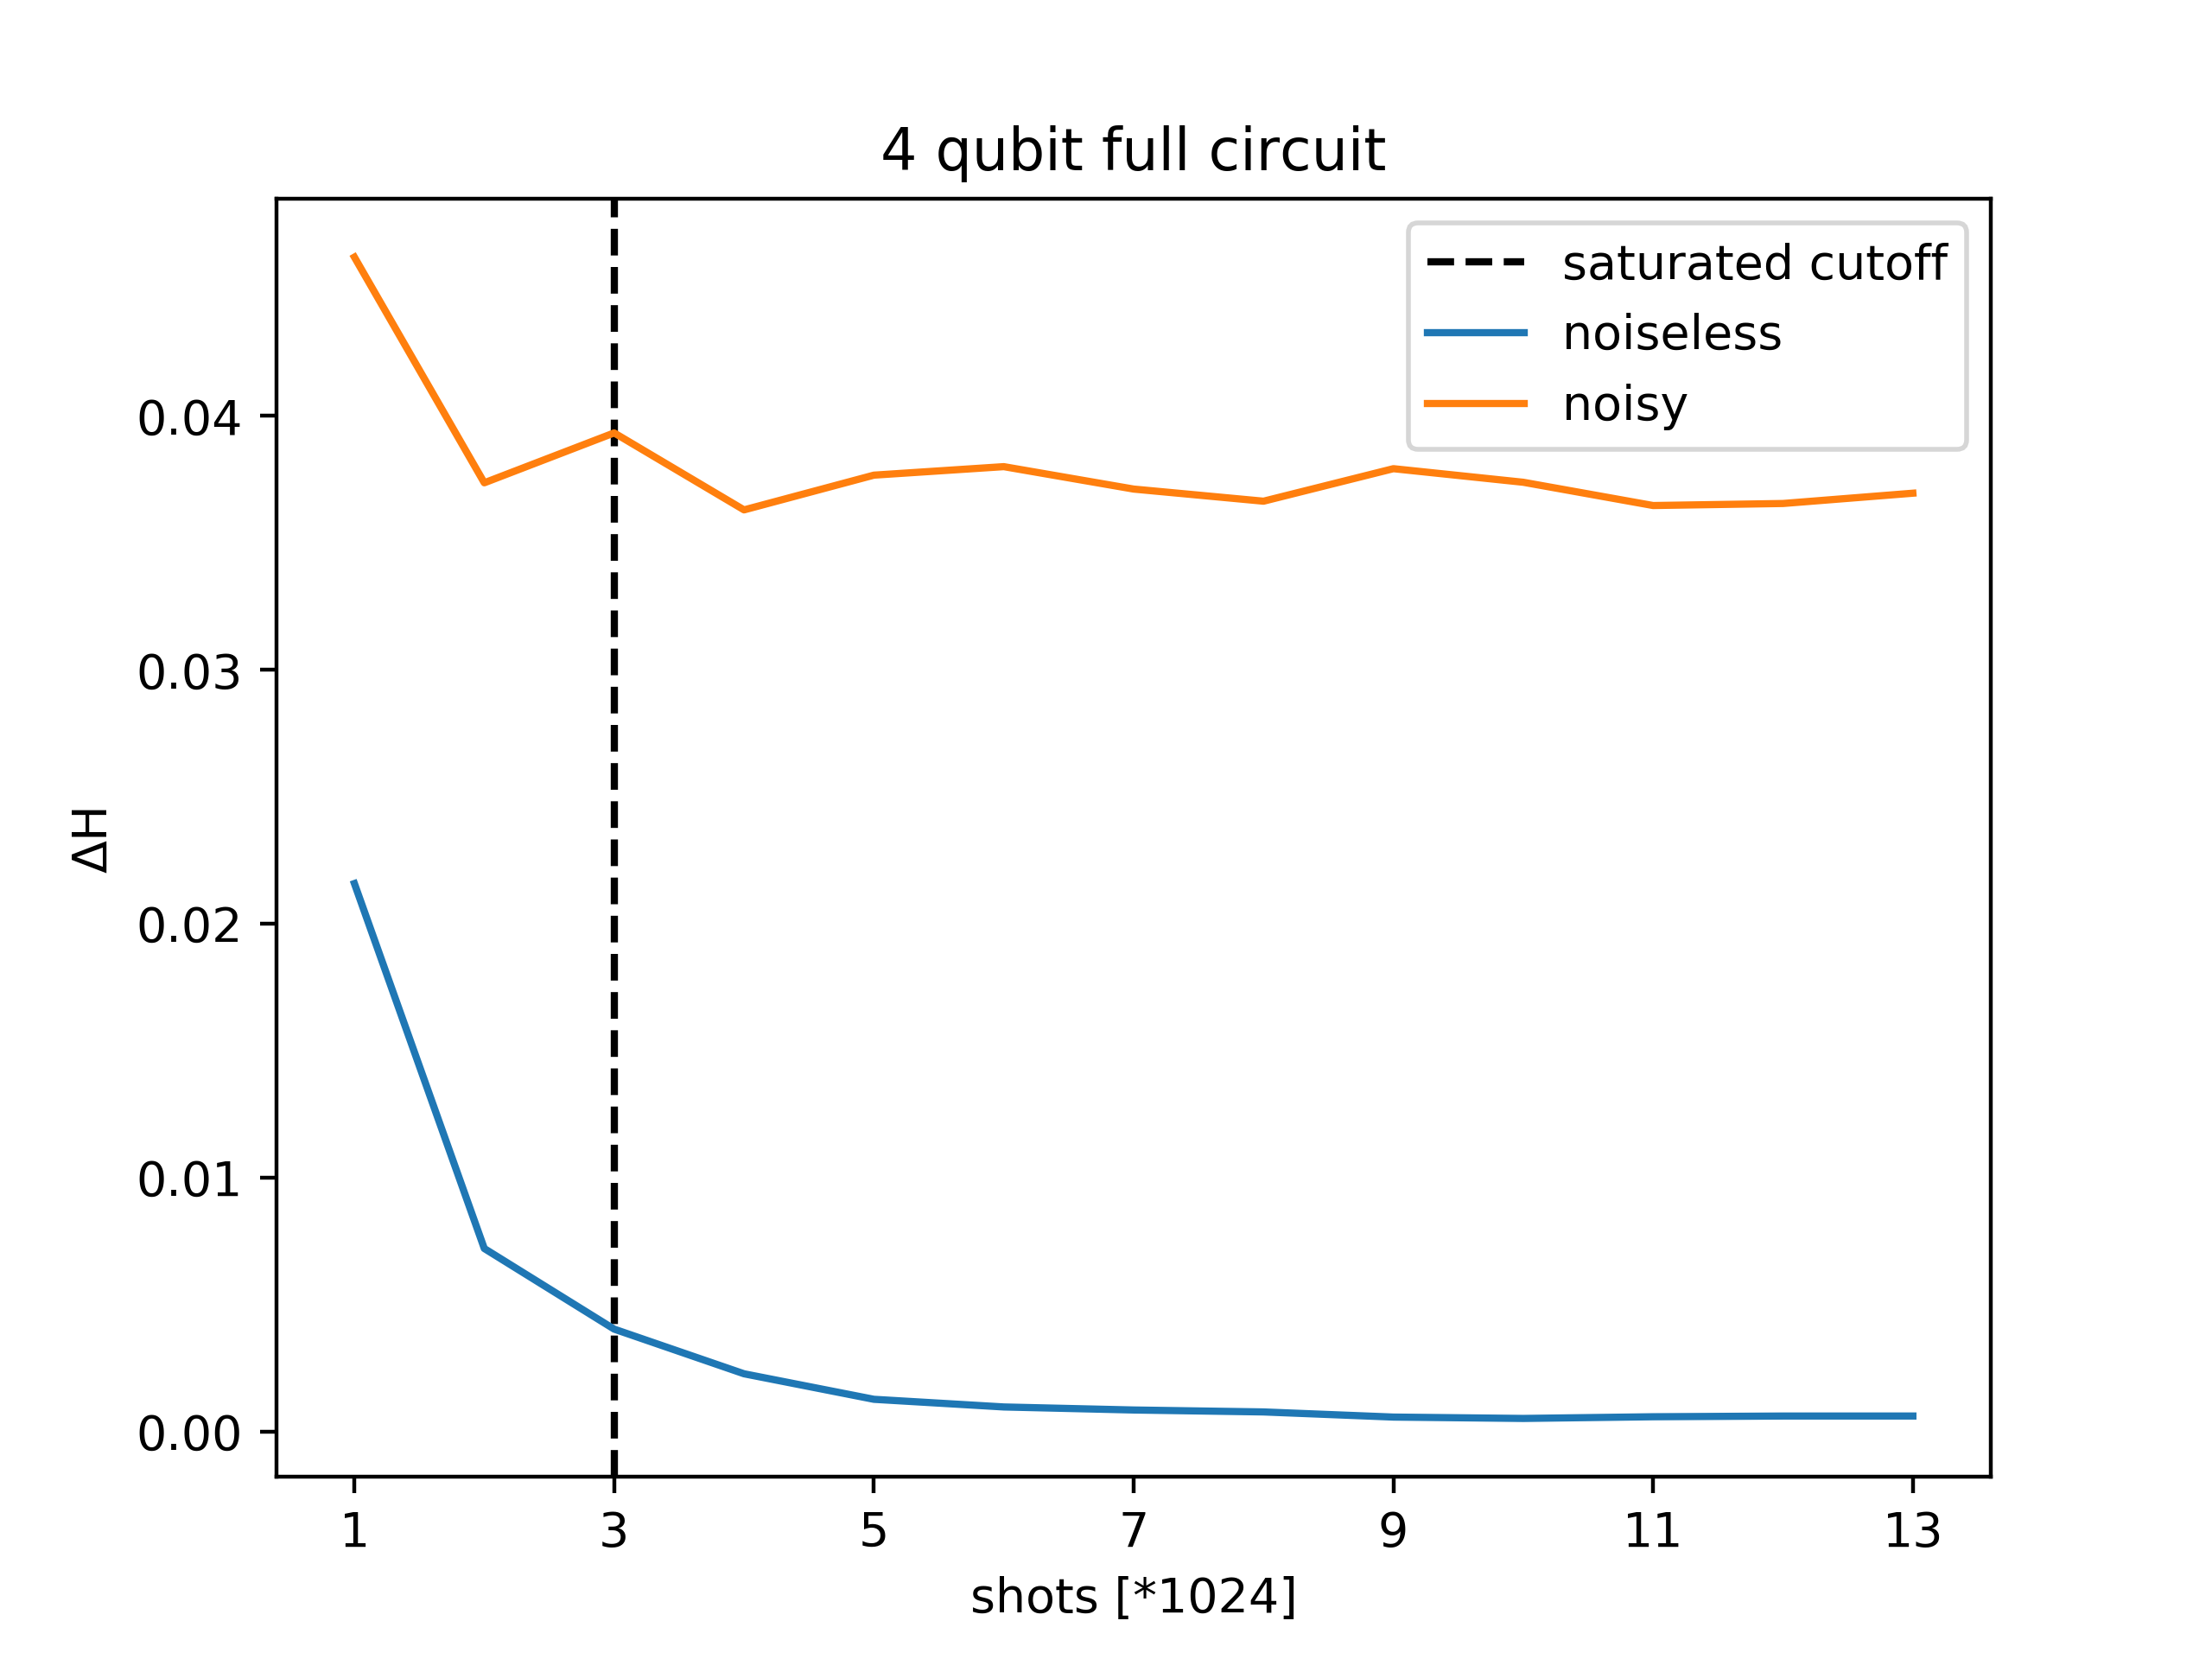 4 qubit full circuit
saturated cutoff
noiseless
noisy
0.04
0.03
0.02
0.01
0.00
ΔH
1 3 5 7 9 11 13
shots [*1024]